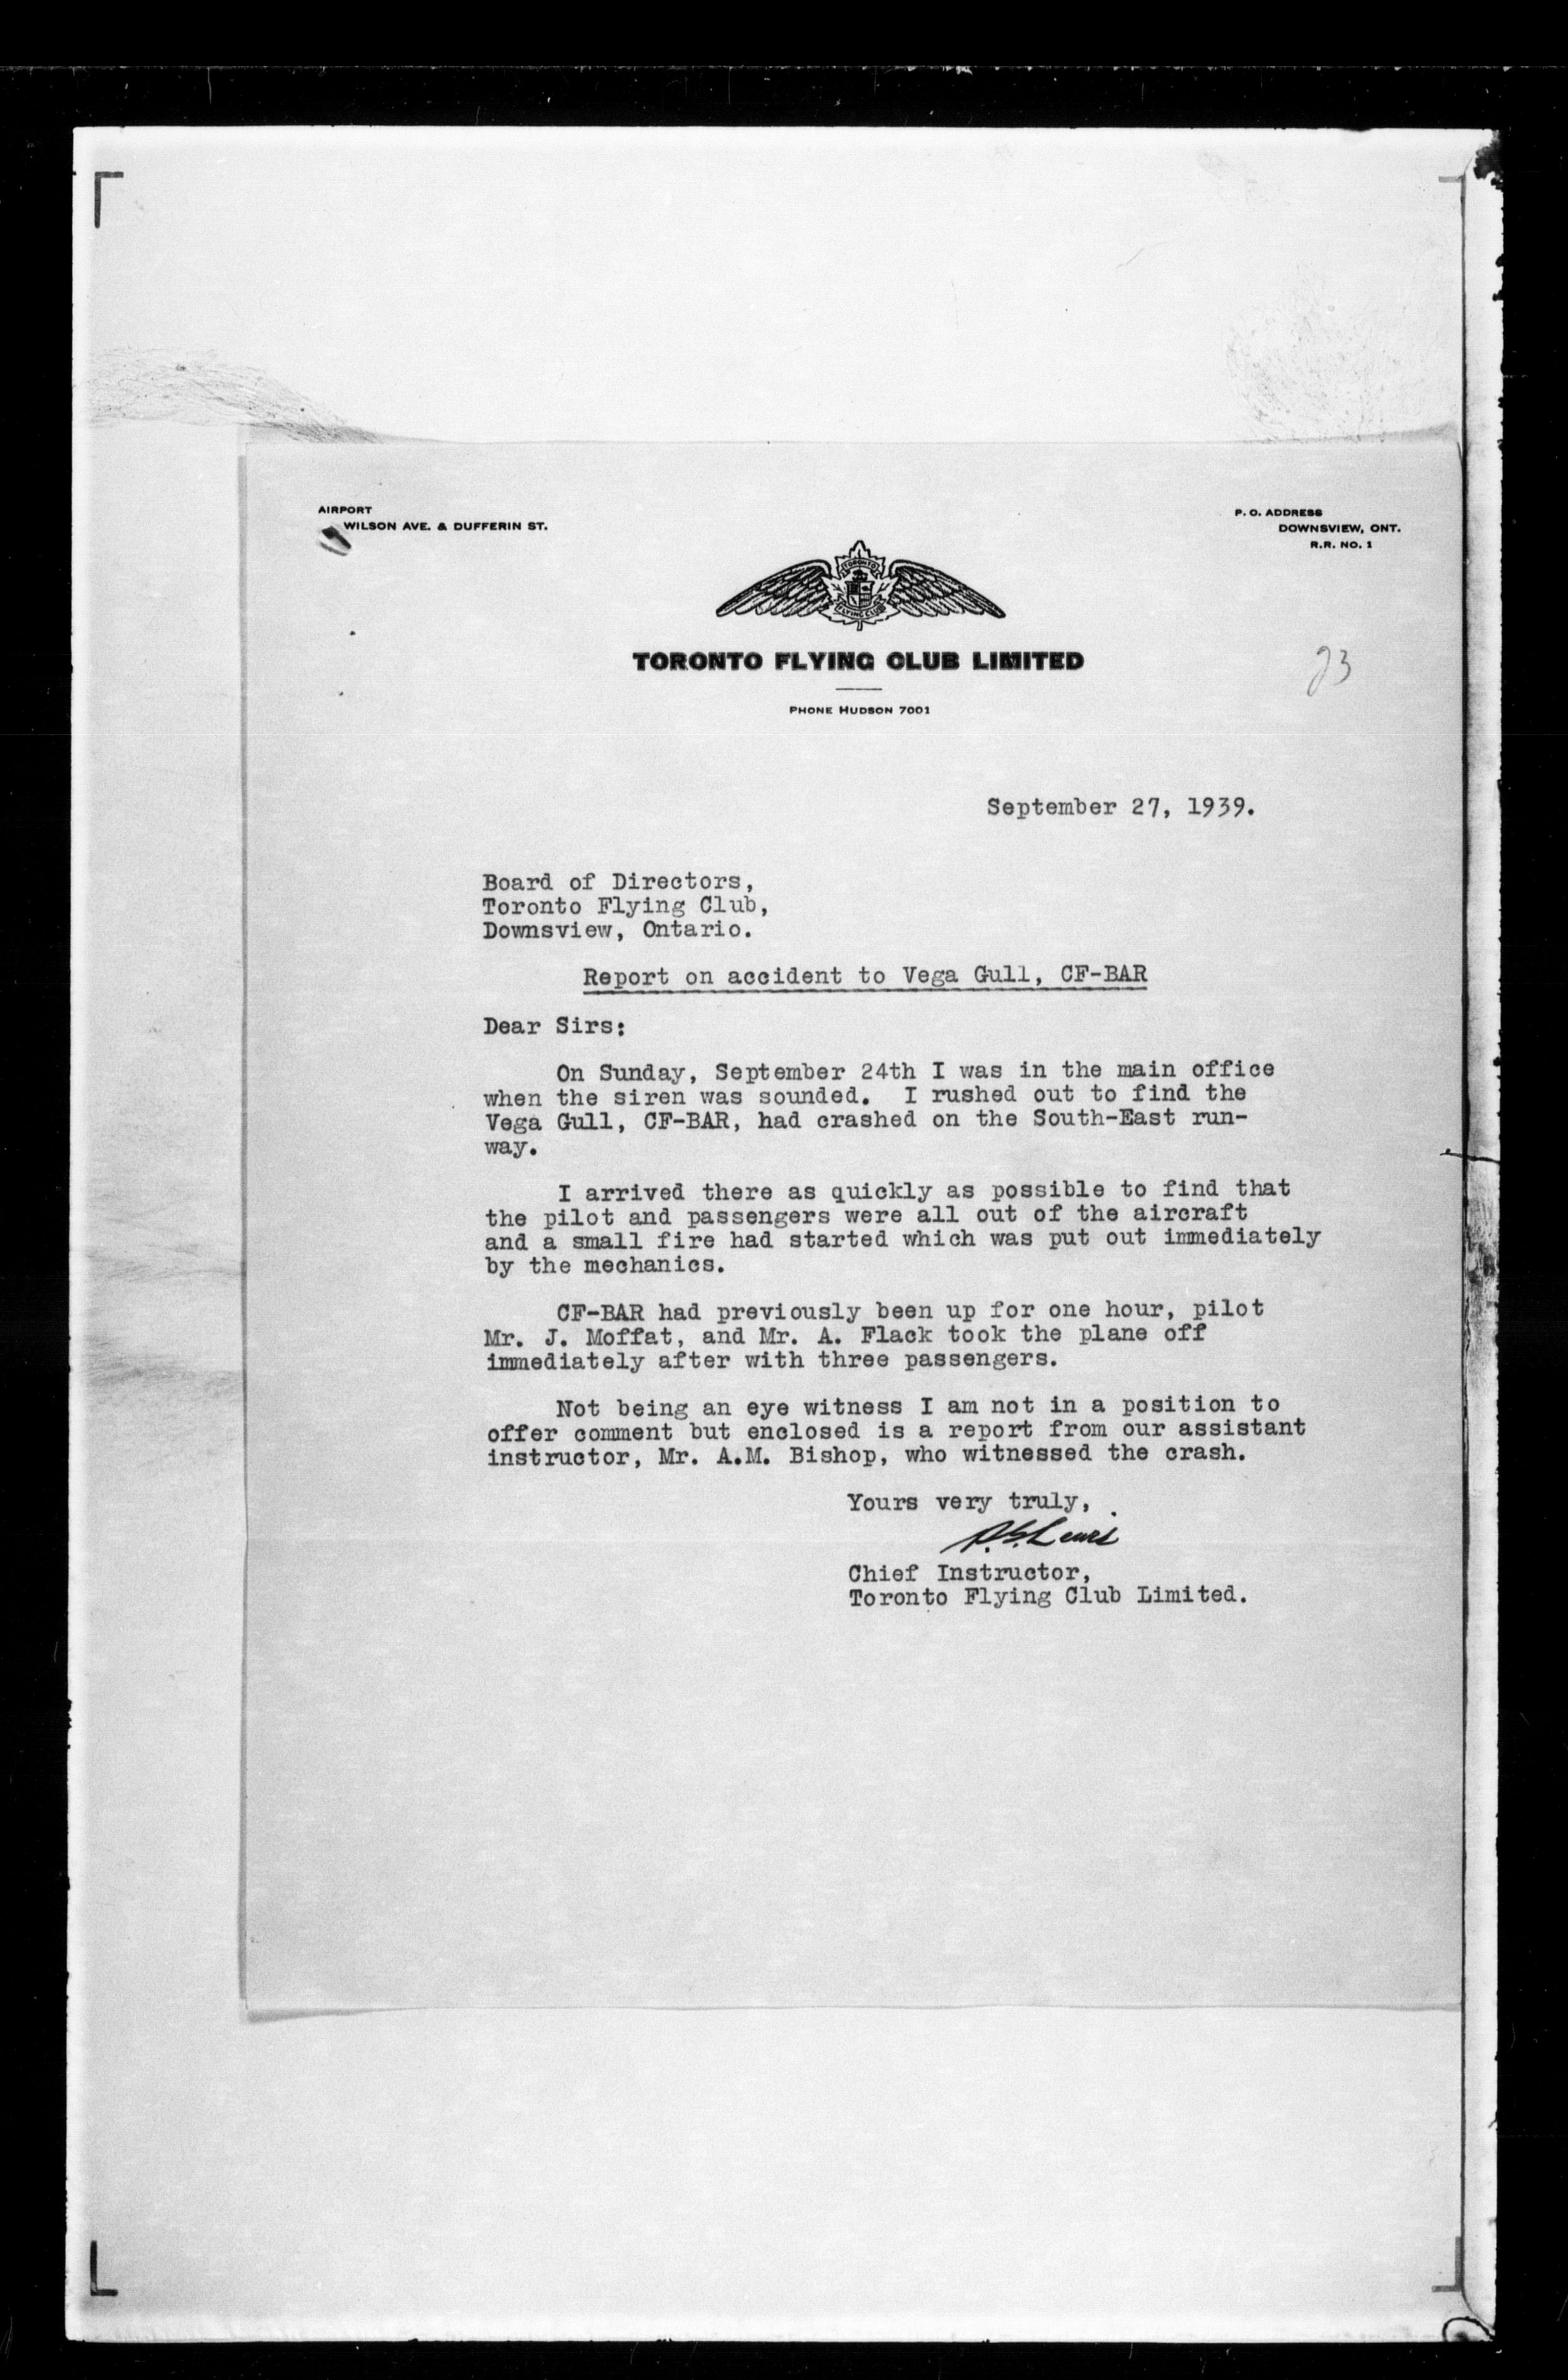 AIRPORT
WILSON AVE. & DUFFERIN ST.
P. O. ADDRESS
DOWNSVIEW, ONT.
R.R. NO. 1
TORONTO
FLYING CLUB
TORONTO FLYING CLUB LIMITED
23
PHONE HUDSON 7001
September 27, 1939.
Board of Directors,
Toronto Flying Club,
Downsview, Ontario.
Report on accident to Vega Gull, CF-BAR
Dear Sirs:
On Sunday, September 24th I was in the main office
when the siren was sounded. I rushed out to find the
Vega Gull, CF-BAR, had crashed on the South-East run-
way.
I arrived there as quickly as possible to find that
the pilot and passengers were all out of the aircraft
and a small fire had started which was put out immediately
by the mechanics.
CF-BAR had previously been up for one hour, pilot
Mr. J. Moffat, and Mr. A. Flack took the plane off
immediately after with three passengers.
Not being an eye witness I am not in a position to
offer comment but enclosed is a report from our assistant
instructor, Mr. A.M. Bishop, who witnessed the crash.
Yours very truly,
Lewis
Chief Instructor,
Toronto Flying Club Limited.